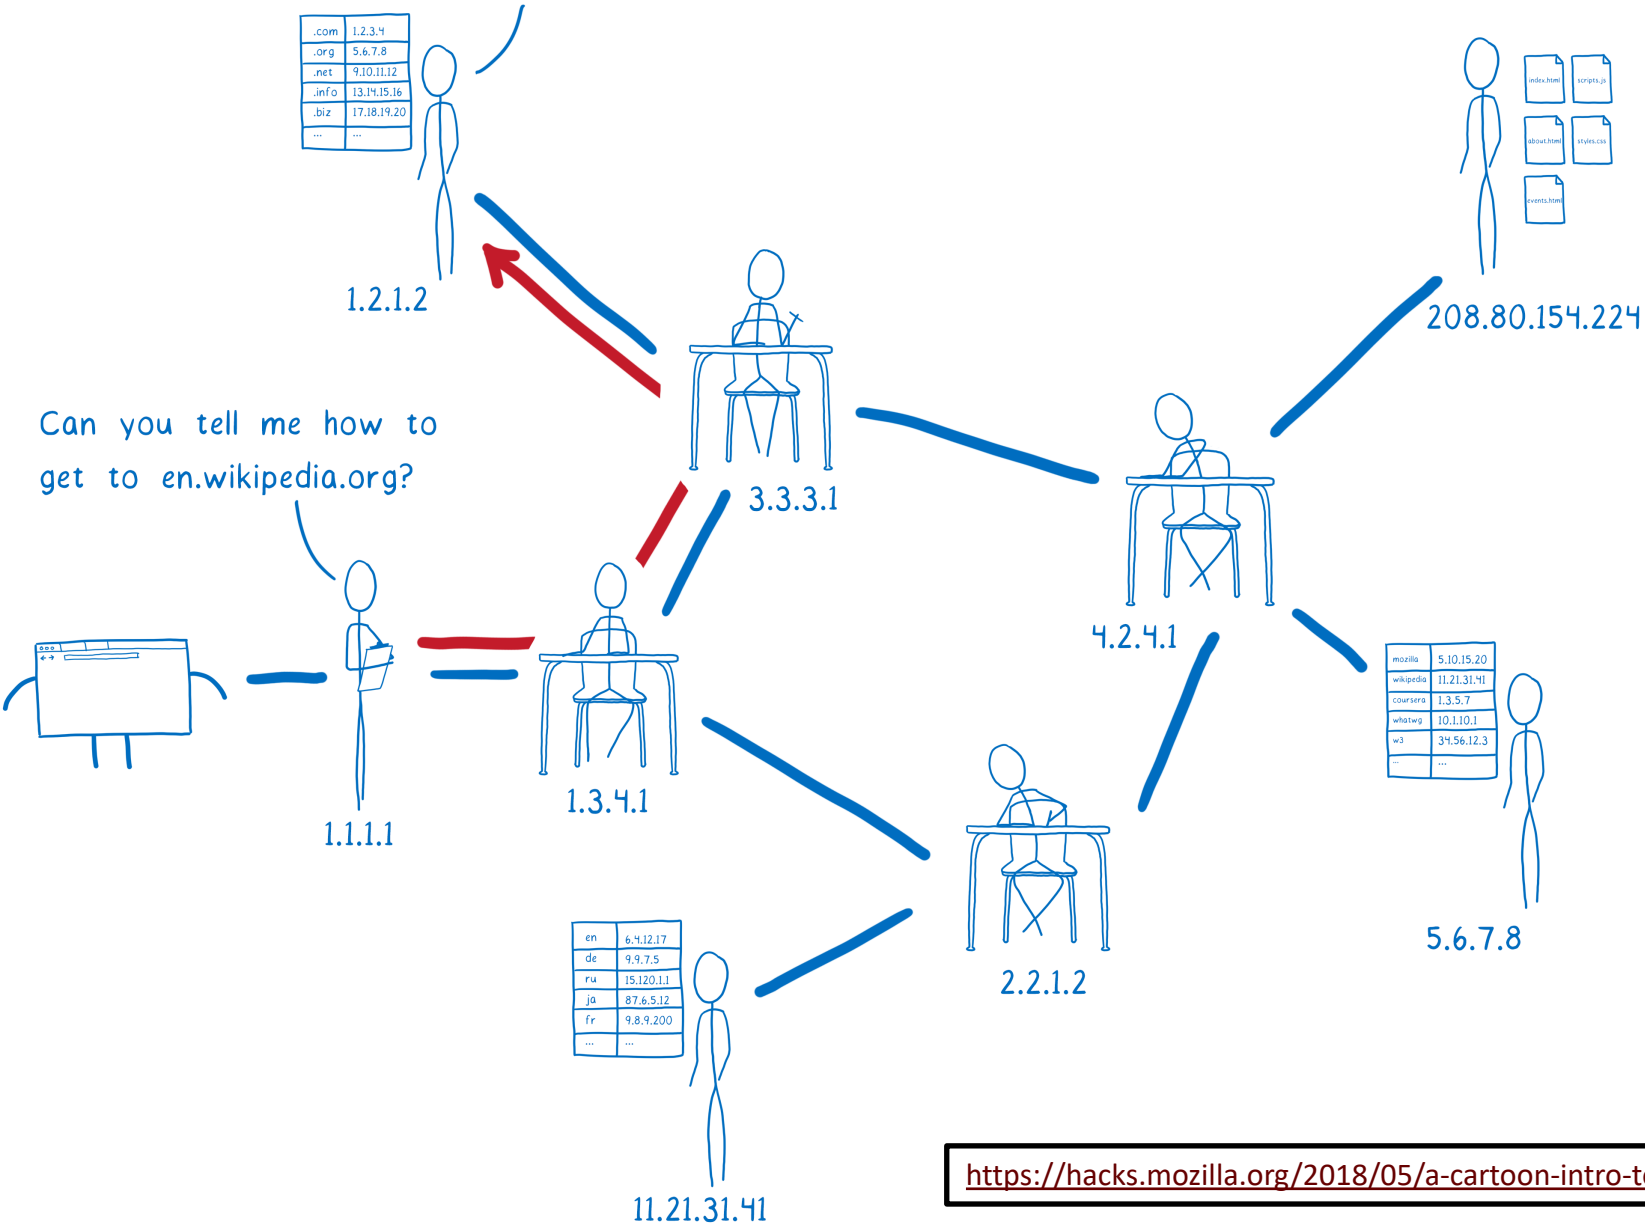 .com 1.2.3.4
.org 5.6.7.8
.net 9.10.11.12
.info 13.14.15.16
.biz 17.18.19.20
... ...
1.2.1.2
index.html scripts.js
about.html styles.css
events.html
208.80.154.224
3.3.3.1
Can you tell me how to
get to en.wikipedia.org?
4.2.4.1
mozilla 5.10.15.20
wikipedia 11.21.31.41
coursera 1.3.5.7
whatwg 10.1.10.1
w3 34.56.12.3
... ...
1.1.1.1
1.3.4.1
5.6.7.8
2.2.1.2
en 6.4.12.17
de 9.9.7.5
ru 15.120.1.1
ja 87.6.5.12
fr 9.8.9.200
... ...
11.21.31.41
https://hacks.mozilla.org/2018/05/a-cartoon-intro-to